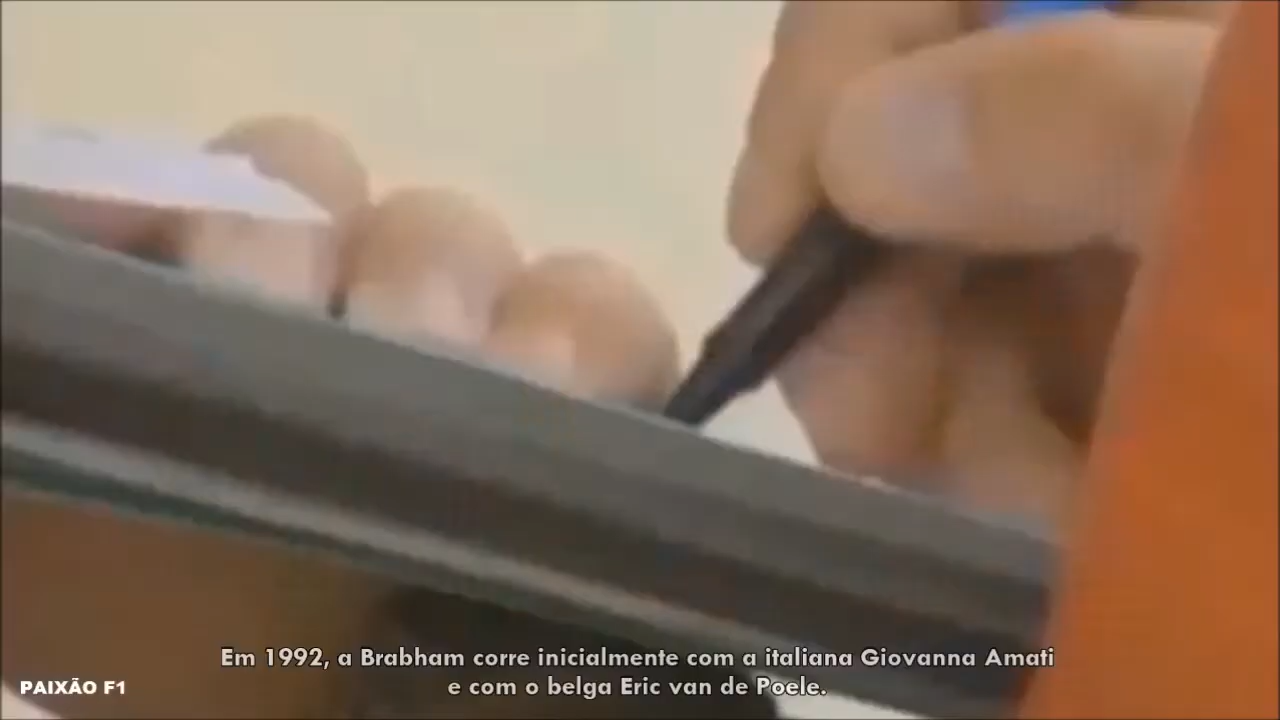 Em 1992, a Brabham corre inicialmente com a italiana Giovanna Amati
e com o belga Eric van de Poele.
PAIXÃO F1